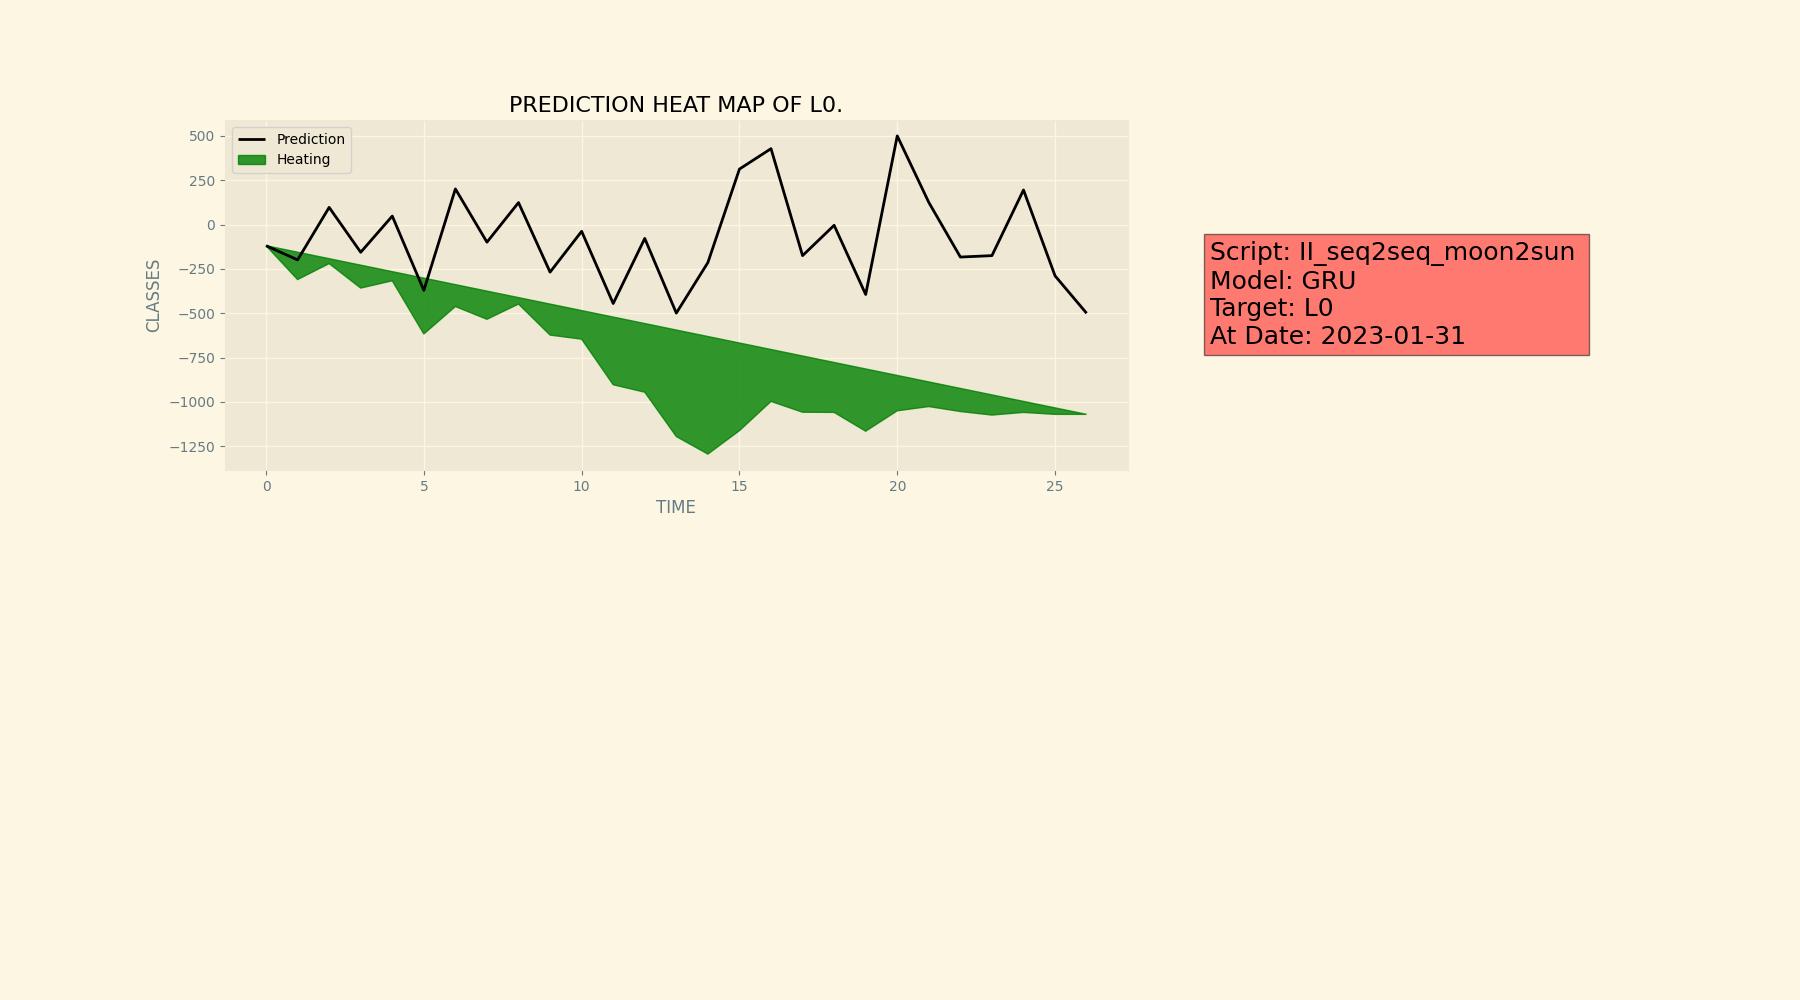 PREDICTION HEAT MAP OF L0.
Prediction
Heating
500
250
0
−250
−500
−750
−1000
−1250
CLASSES
0 5 10 15 20 25
TIME
Script: II_seq2seq_moon2sun
Model: GRU
Target: L0
At Date: 2023-01-31